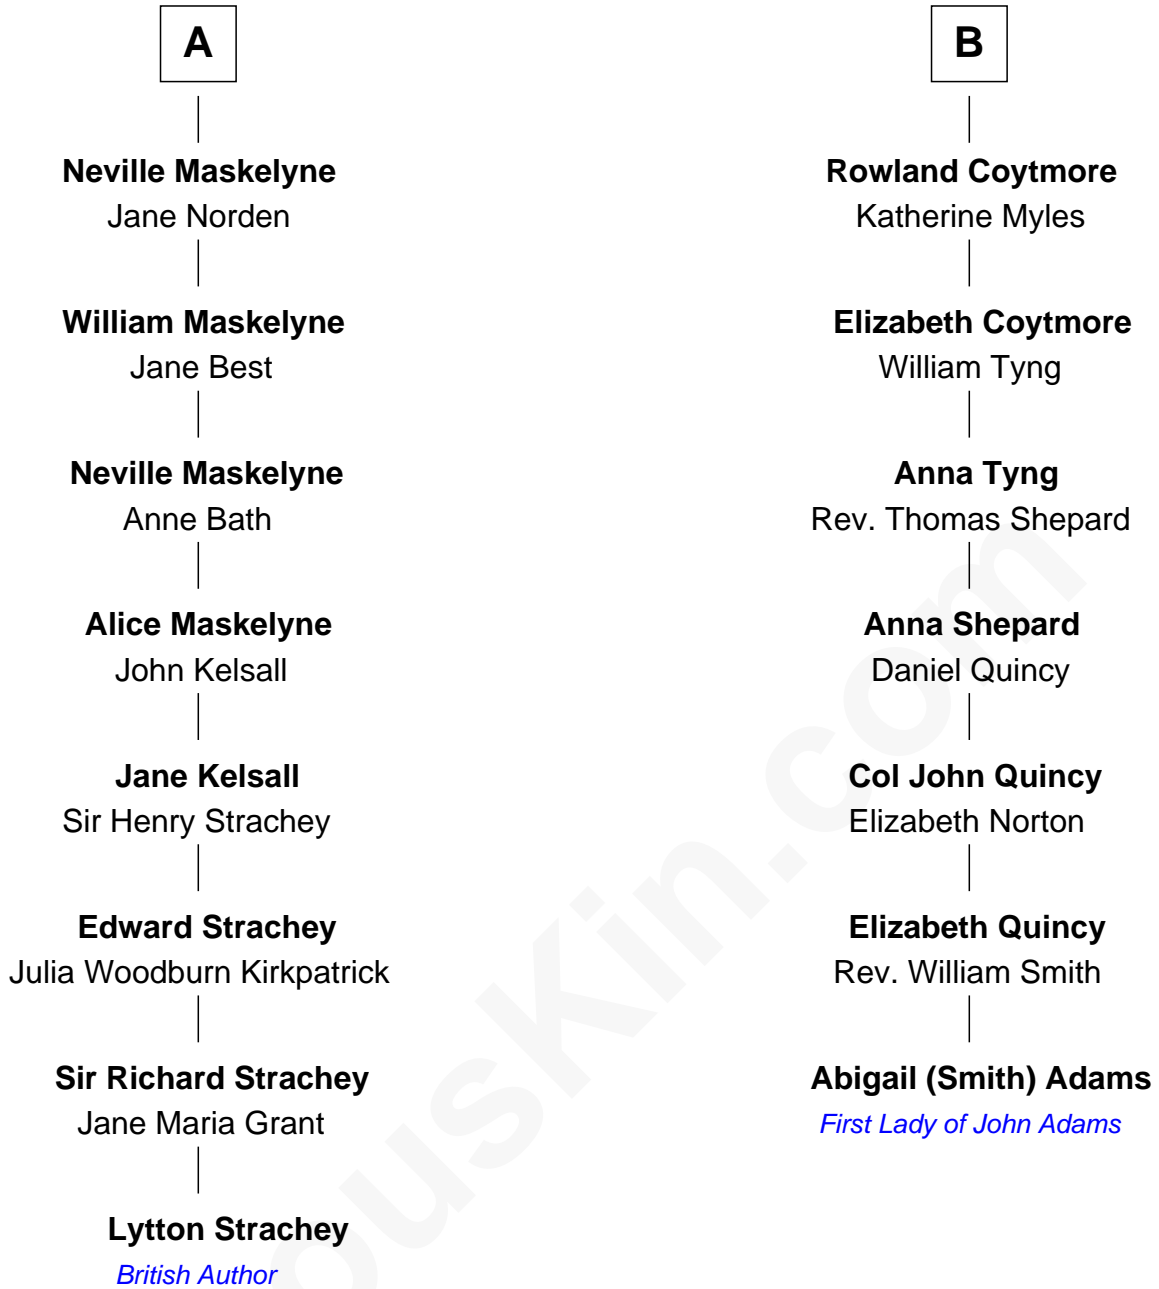 A
Neville Maskelyne
Jane Norden
William Maskelyne
Jane Best
Neville Maskelyne
Anne Bath
Alice Maskelyne
John Kelsall
Jane Kelsall
Sir Henry Strachey
Edward Strachey
Julia Woodburn Kirkpatrick
Sir Richard Strachey
Jane Maria Grant
Lytton Strachey
British Author
B
Rowland Coytmore
Katherine Myles
Elizabeth Coytmore
William Tyng
Anna Tyng
Rev. Thomas Shepard
Anna Shepard
Daniel Quincy
Col John Quincy
Elizabeth Norton
Elizabeth Quincy
Rev. William Smith
Abigail (Smith) Adams
First Lady of John Adams
ousKin.com